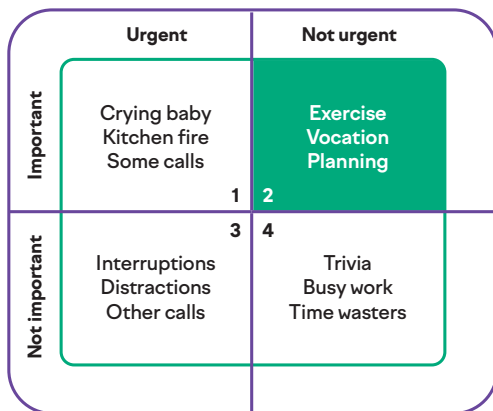 Urgent
Not urgent
Important
Crying baby
Kitchen fire
Some calls
1
Exercise
Vocation
Planning
2
Not important
3
Interruptions
Distractions
Other calls
4
Trivia
Busy work
Time wasters